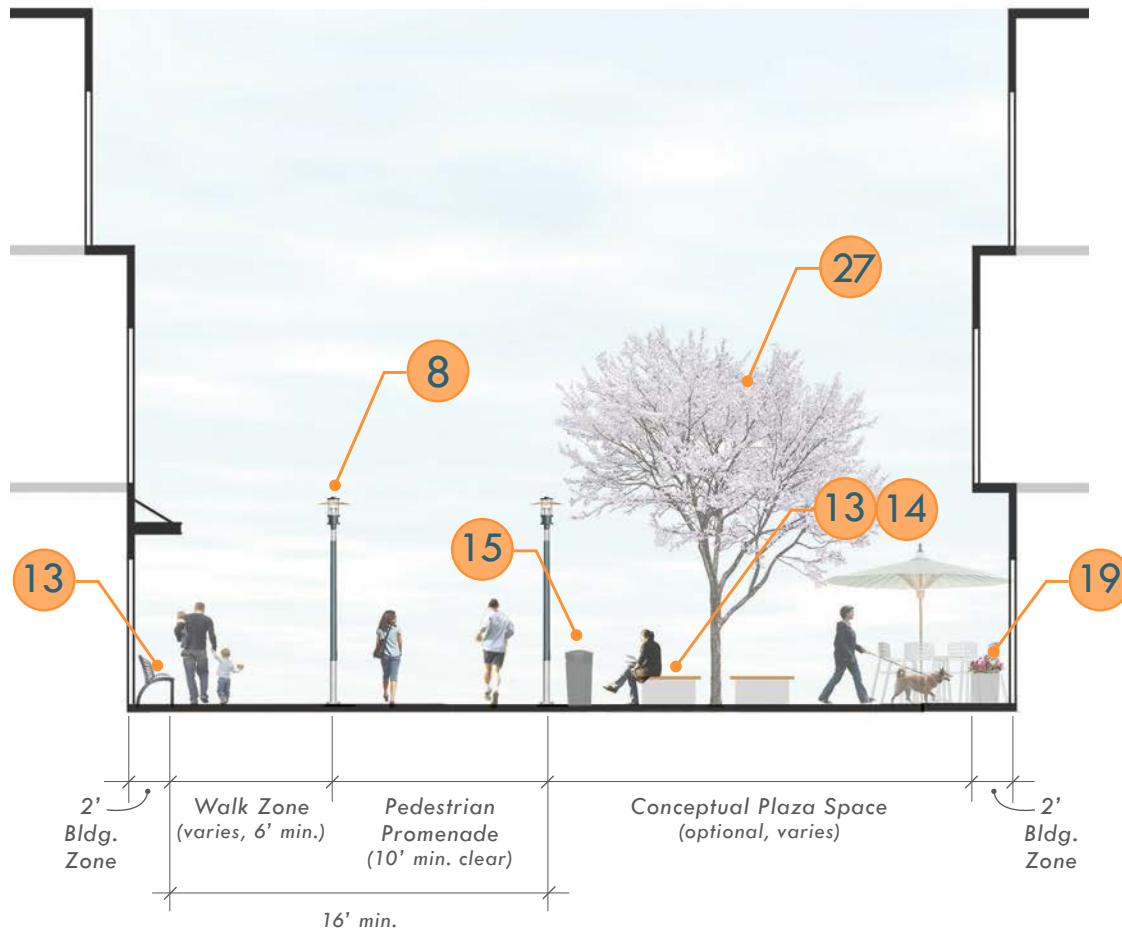 27
8
13 14
15
13
19
2'
Bldg.
Zone
Walk Zone
(varies, 6' min.)
Pedestrian
Promenade
(10' min. clear)
Conceptual Plaza Space
(optional, varies)
2'
Bldg.
Zone
16' min.